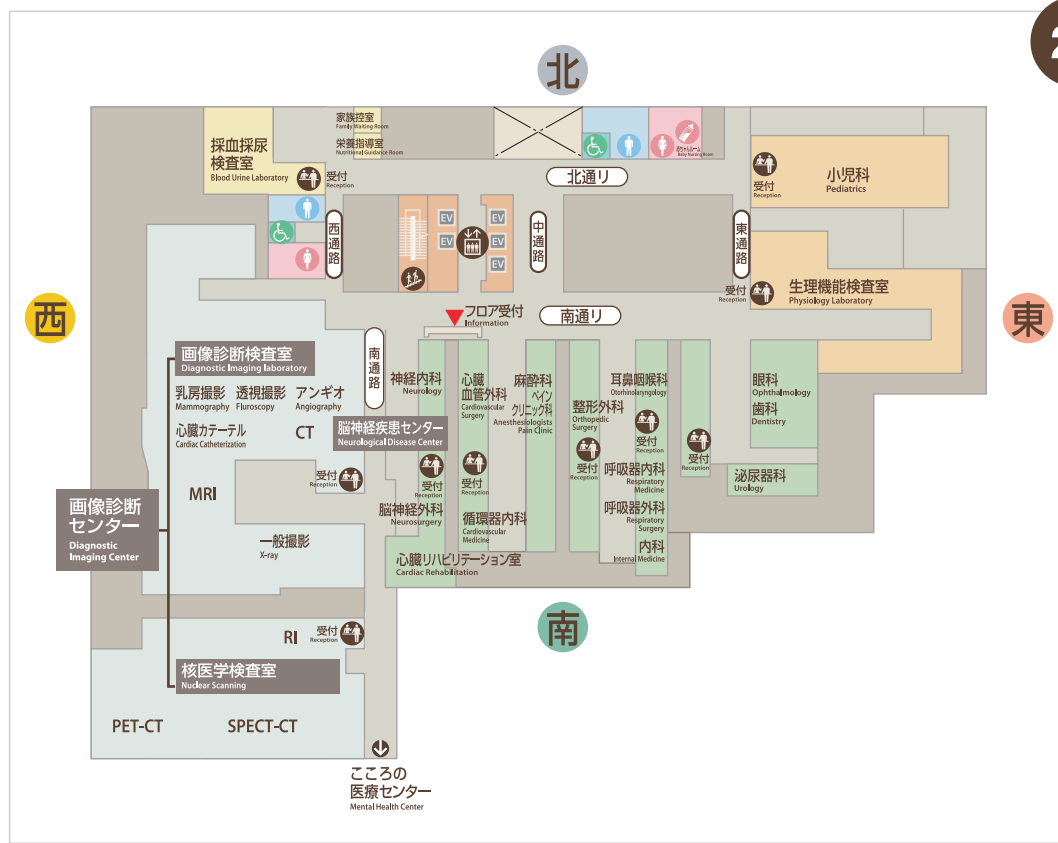 2
北
家族控室
Family Waiting Room
栄養指導室
Nutritional Guidance Room
採血採尿
検査室
Blood Urine Laboratory
受付
Reception
赤ちゃんルーム
Baby Nursing Room
北通り
受付
Reception
小児科
Pediatrics
西通路
EV
EV
EV
EV
EV
中通路
東通路
受付
Reception
生理機能検査室
Physiology Laboratory
西
東
フロア受付
Information
南通り
南通路
画像診断検査室
Diagnostic Imaging laboratory
乳房撮影
Mammography
透視撮影
Fluroscopy
アンギオ
Angiography
心臓カテーテル
Cardiac Catheterization
CT
神経内科
Neurology
心臓
血管外科
Cardiovascular
Surgery
麻酔科
ペイン
クリニック科
Anesthesiologists
Pain Clinic
整形外科
Orthopedic
Surgery
耳鼻咽喉科
Otorhinolaryngology
眼科
Ophthalmology
歯科
Dentistry
脳神経疾患センター
Neurological Disease Center
受付
Reception
受付
Reception
受付
Reception
受付
Reception
受付
Reception
受付
Reception
泌尿器科
Urology
呼吸器内科
Respiratory
Medicine
呼吸器外科
Respiratory
Surgery
内科
Internal Medicine
MRI
画像診断
センター
Diagnostic
Imaging Center
脳神経外科
Neurosurgery
循環器内科
Cardiovascular
Medicine
一般撮影
X-ray
心臓リハビリテーション室
Cardiac Rehabilitation
南
RI
受付
Reception
核医学検査室
Nuclear Scanning
PET-CT
SPECT-CT
こころの
医療センター
Mental Health Center